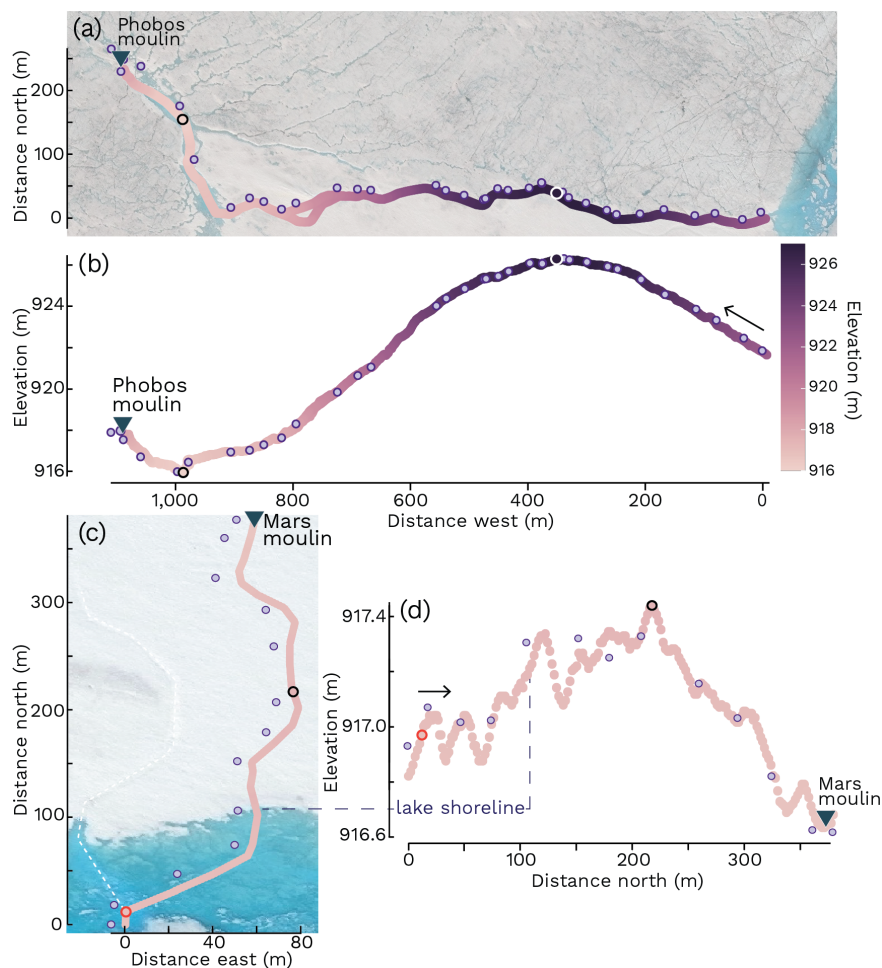 (a)
Phobos
moulin
Distance north (m)
200
100
0
(b)
Elevation (m)
924
920
916
Phobos
moulin
1,000
800
600
400
200
0
Distance west (m)
926
924
922
920
918
916
Elevation (m)
(c)
Mars
moulin
Distance north (m)
300
200
100
0
0
40
80
Distance east (m)
lake shoreline
(d)
Elevation (m)
917.4
917.0
916.6
Mars
moulin
0
100
200
300
Distance north (m)